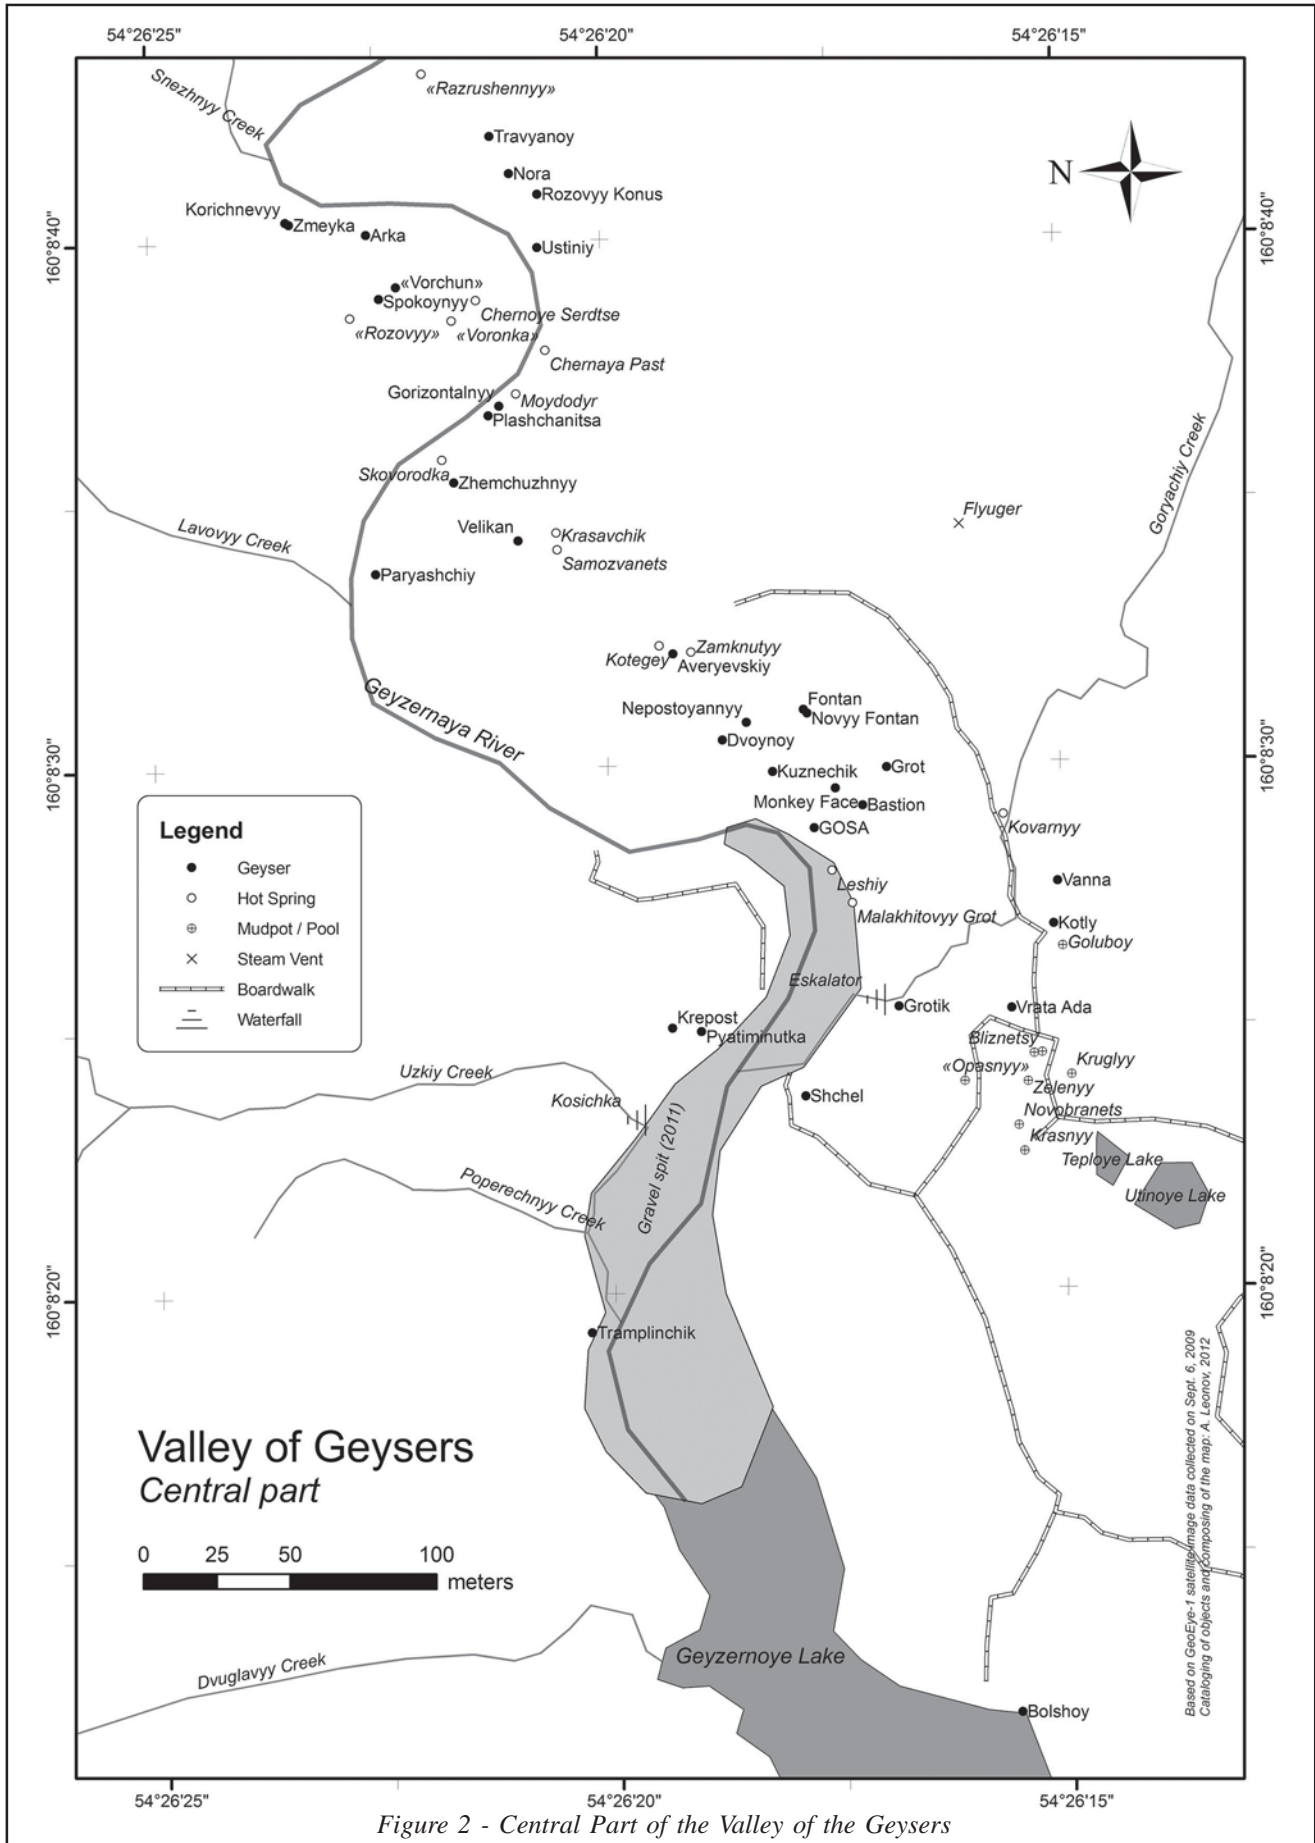 54°26'25"
54°26'20"
54°26'15"
Snezhnyy Creek
«Razrushennyy»
Travyanoy
N
Nora
Rozovyy Konus
Korichnevyy
Zmeyka
Arka
Ustiniy
160°8'40"
160°8'40"
«Vorchun»
Spokoynyy
Chernoye Serdtse
«Rozovyy»
«Voronka»
Chernaya Past
Gorizontalnyy
Moydodyr
Plashchanitsa
Skovorodka
Zhemchuzhnyy
Goryachiy Creek
Flyuger
Lavovyy Creek
Velikan
Krasavchik
Samozvanets
Paryashchiy
Kotegey
Zamknutyy
Averyevskiy
Geyzernaya River
Fontan
Nepostoyannyy
Novyy Fontan
Dvoynoy
160°8'30"
160°8'30"
Kuznechik
Grot
Monkey Face
Bastion
GOSA
Kovarnyy
Legend
Geyser
Hot Spring
Mudpot / Pool
Steam Vent
Boardwalk
Waterfall
Leshiy
Vanna
Malakhitovyy Grot
Kotly
Goluboy
Eskalator
Grotik
Vrata Ada
Krepost
Pyatiminutka
Bliznetsy
Kruglyy
«Opasnyy»
Zelenyy
Uzkiy Creek
Kosichka
Shchel
Novobranets
Krasnyy
Teploye Lake
Utinoye Lake
Gravel spit (2011)
Poperechnyy Creek
160°8'20"
160°8'20"
Tramplinchik
Valley of Geysers
Central part
0 25 50 100
meters
Geyzernoye Lake
Dvuglavyy Creek
Bolshoy
Based on GeoEye-1 satellite image data collected on Sept. 6, 2009
Cataloging of objects and composing of the map: A. Leonov, 2012
54°26'25"
54°26'20"
54°26'15"
Figure 2 - Central Part of the Valley of the Geysers